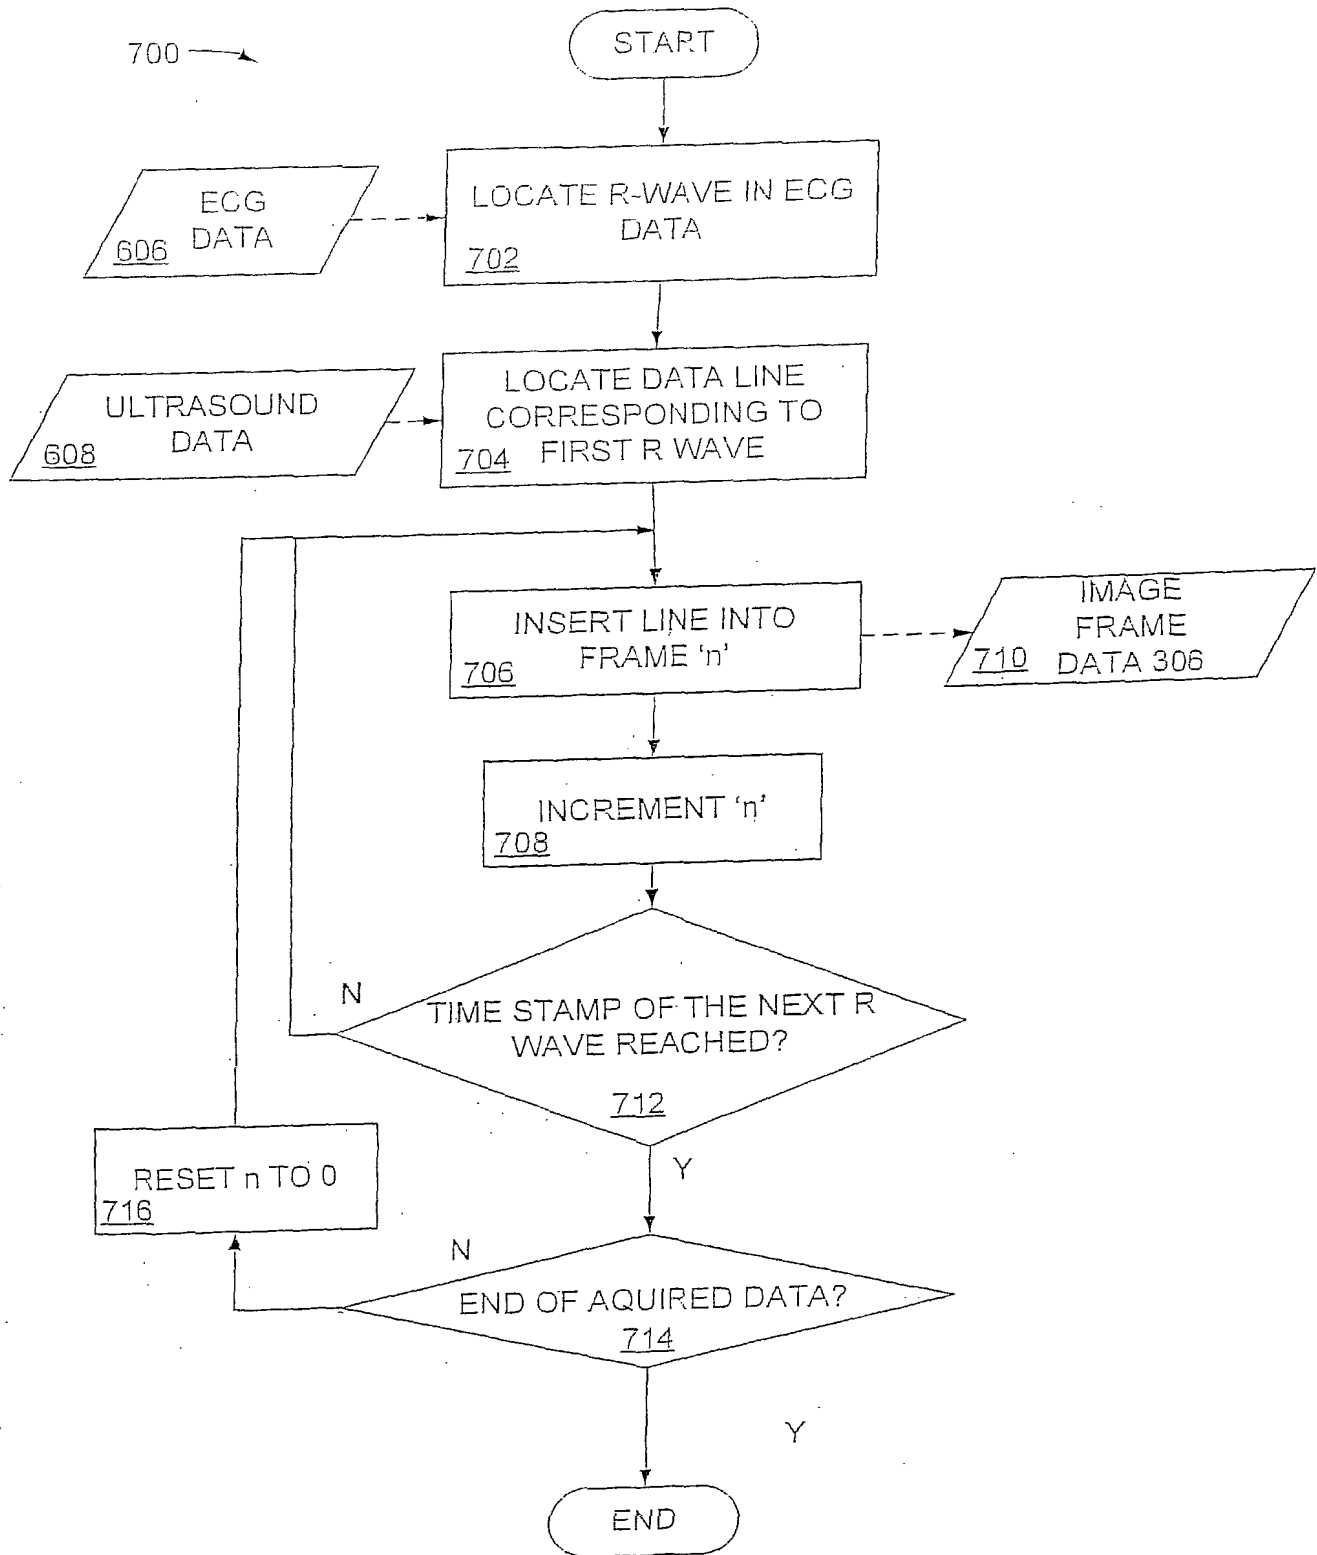 700
START
ECG
DATA
606
LOCATE R-WAVE IN ECG
DATA
702
ULTRASOUND
DATA
608
LOCATE DATA LINE
CORRESPONDING TO
FIRST R WAVE
704
INSERT LINE INTO
FRAME 'n'
706
IMAGE
FRAME
DATA 306
710
INCREMENT 'n'
708
N
TIME STAMP OF THE NEXT R
WAVE REACHED?
712
Y
RESET n TO 0
716
N
END OF AQUIRED DATA?
714
Y
END